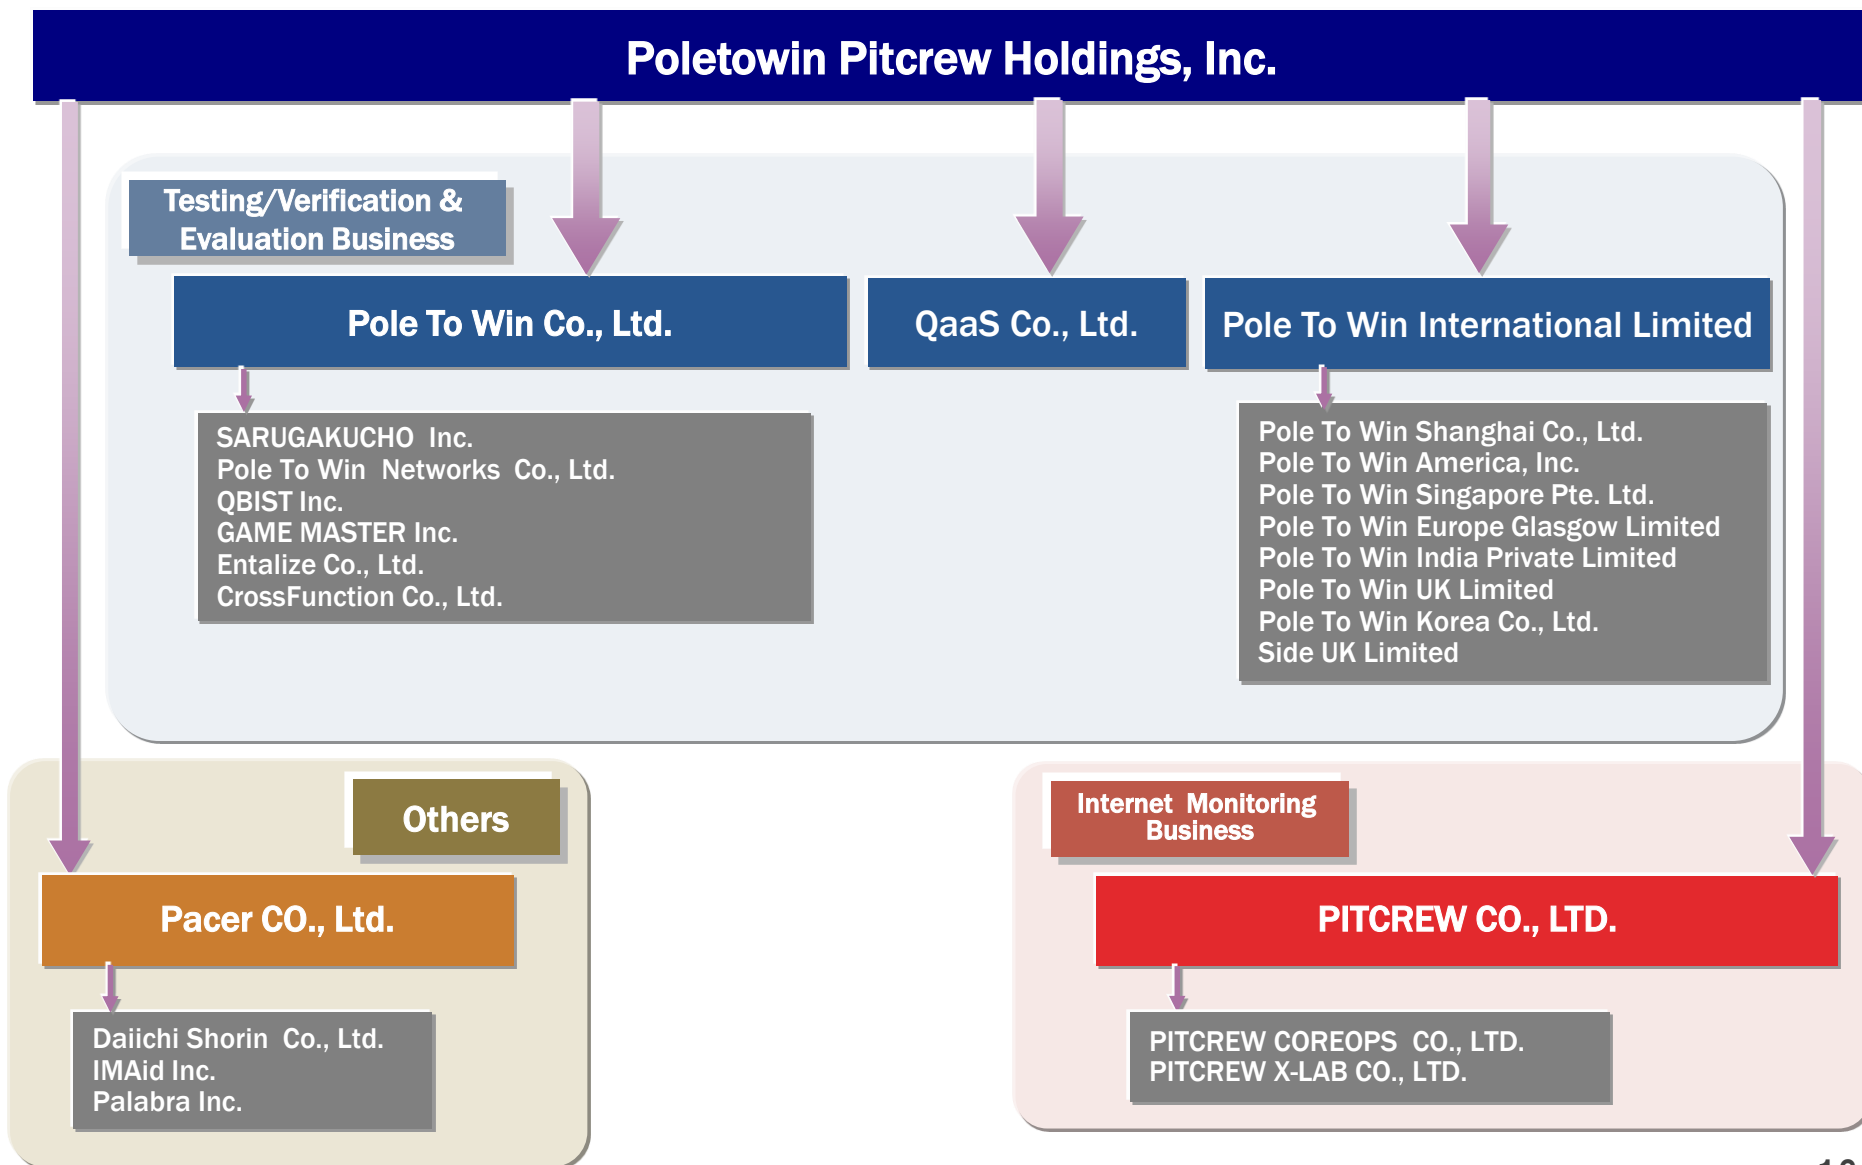 Poletowin Pitcrew Holdings, Inc.
Testing/Verification &
Evaluation Business
Pole To Win Co., Ltd.
QaaS Co., Ltd.
Pole To Win International Limited
SARUGAKUCHO Inc.
Pole To Win Networks Co., Ltd.
QBIST Inc.
GAME MASTER Inc.
Entalize Co., Ltd.
CrossFunction Co., Ltd.
Pole To Win Shanghai Co., Ltd.
Pole To Win America, Inc.
Pole To Win Singapore Pte. Ltd.
Pole To Win Europe Glasgow Limited
Pole To Win India Private Limited
Pole To Win UK Limited
Pole To Win Korea Co., Ltd.
Side UK Limited
Others
Pacer CO., Ltd.
Daiichi Shorin Co., Ltd.
IMAid Inc.
Palabra Inc.
Internet Monitoring
Business
PITCREW CO., LTD.
PITCREW COREOPS CO., LTD.
PITCREW X-LAB CO., LTD.